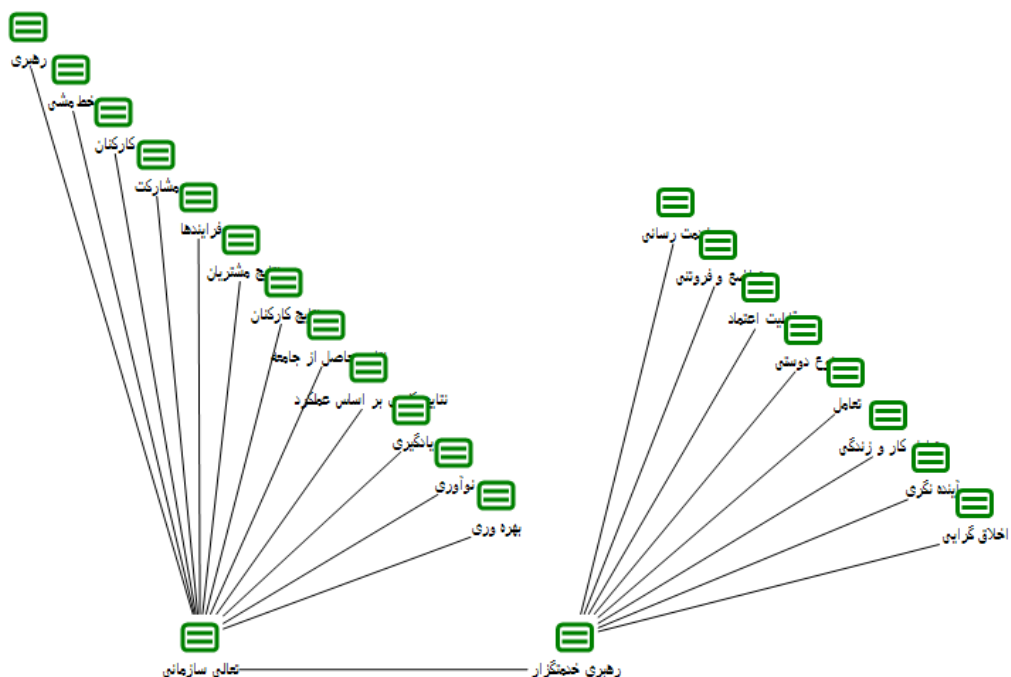 رهبری
خط مشی
کارکنان
مشارکت
فرایندها
مشتریان
کارکنان
حاصل از جامعه
بر اساس عملکرد
یادگیری
نوآوری
بهره وری
تعالی سازمانی
رسانی
و فروتنی
اعتماد
دوستی
تعامل
کار و زندگی
آینده نگری
اخلاق گرایی
رهبری خدمتگزار